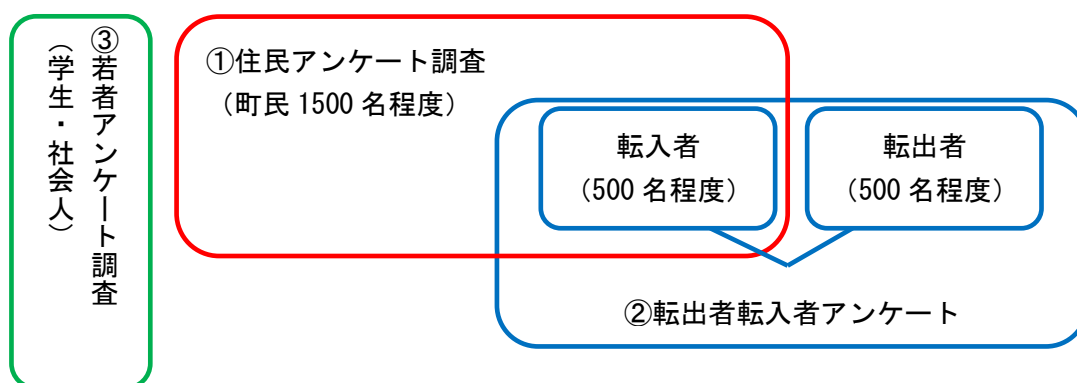 ③若者アンケート調査
（学生・社会人）
①住民アンケート調査
（町民 1500 名程度）
転入者
（500 名程度）
転出者
（500 名程度）
②転出者転入者アンケート